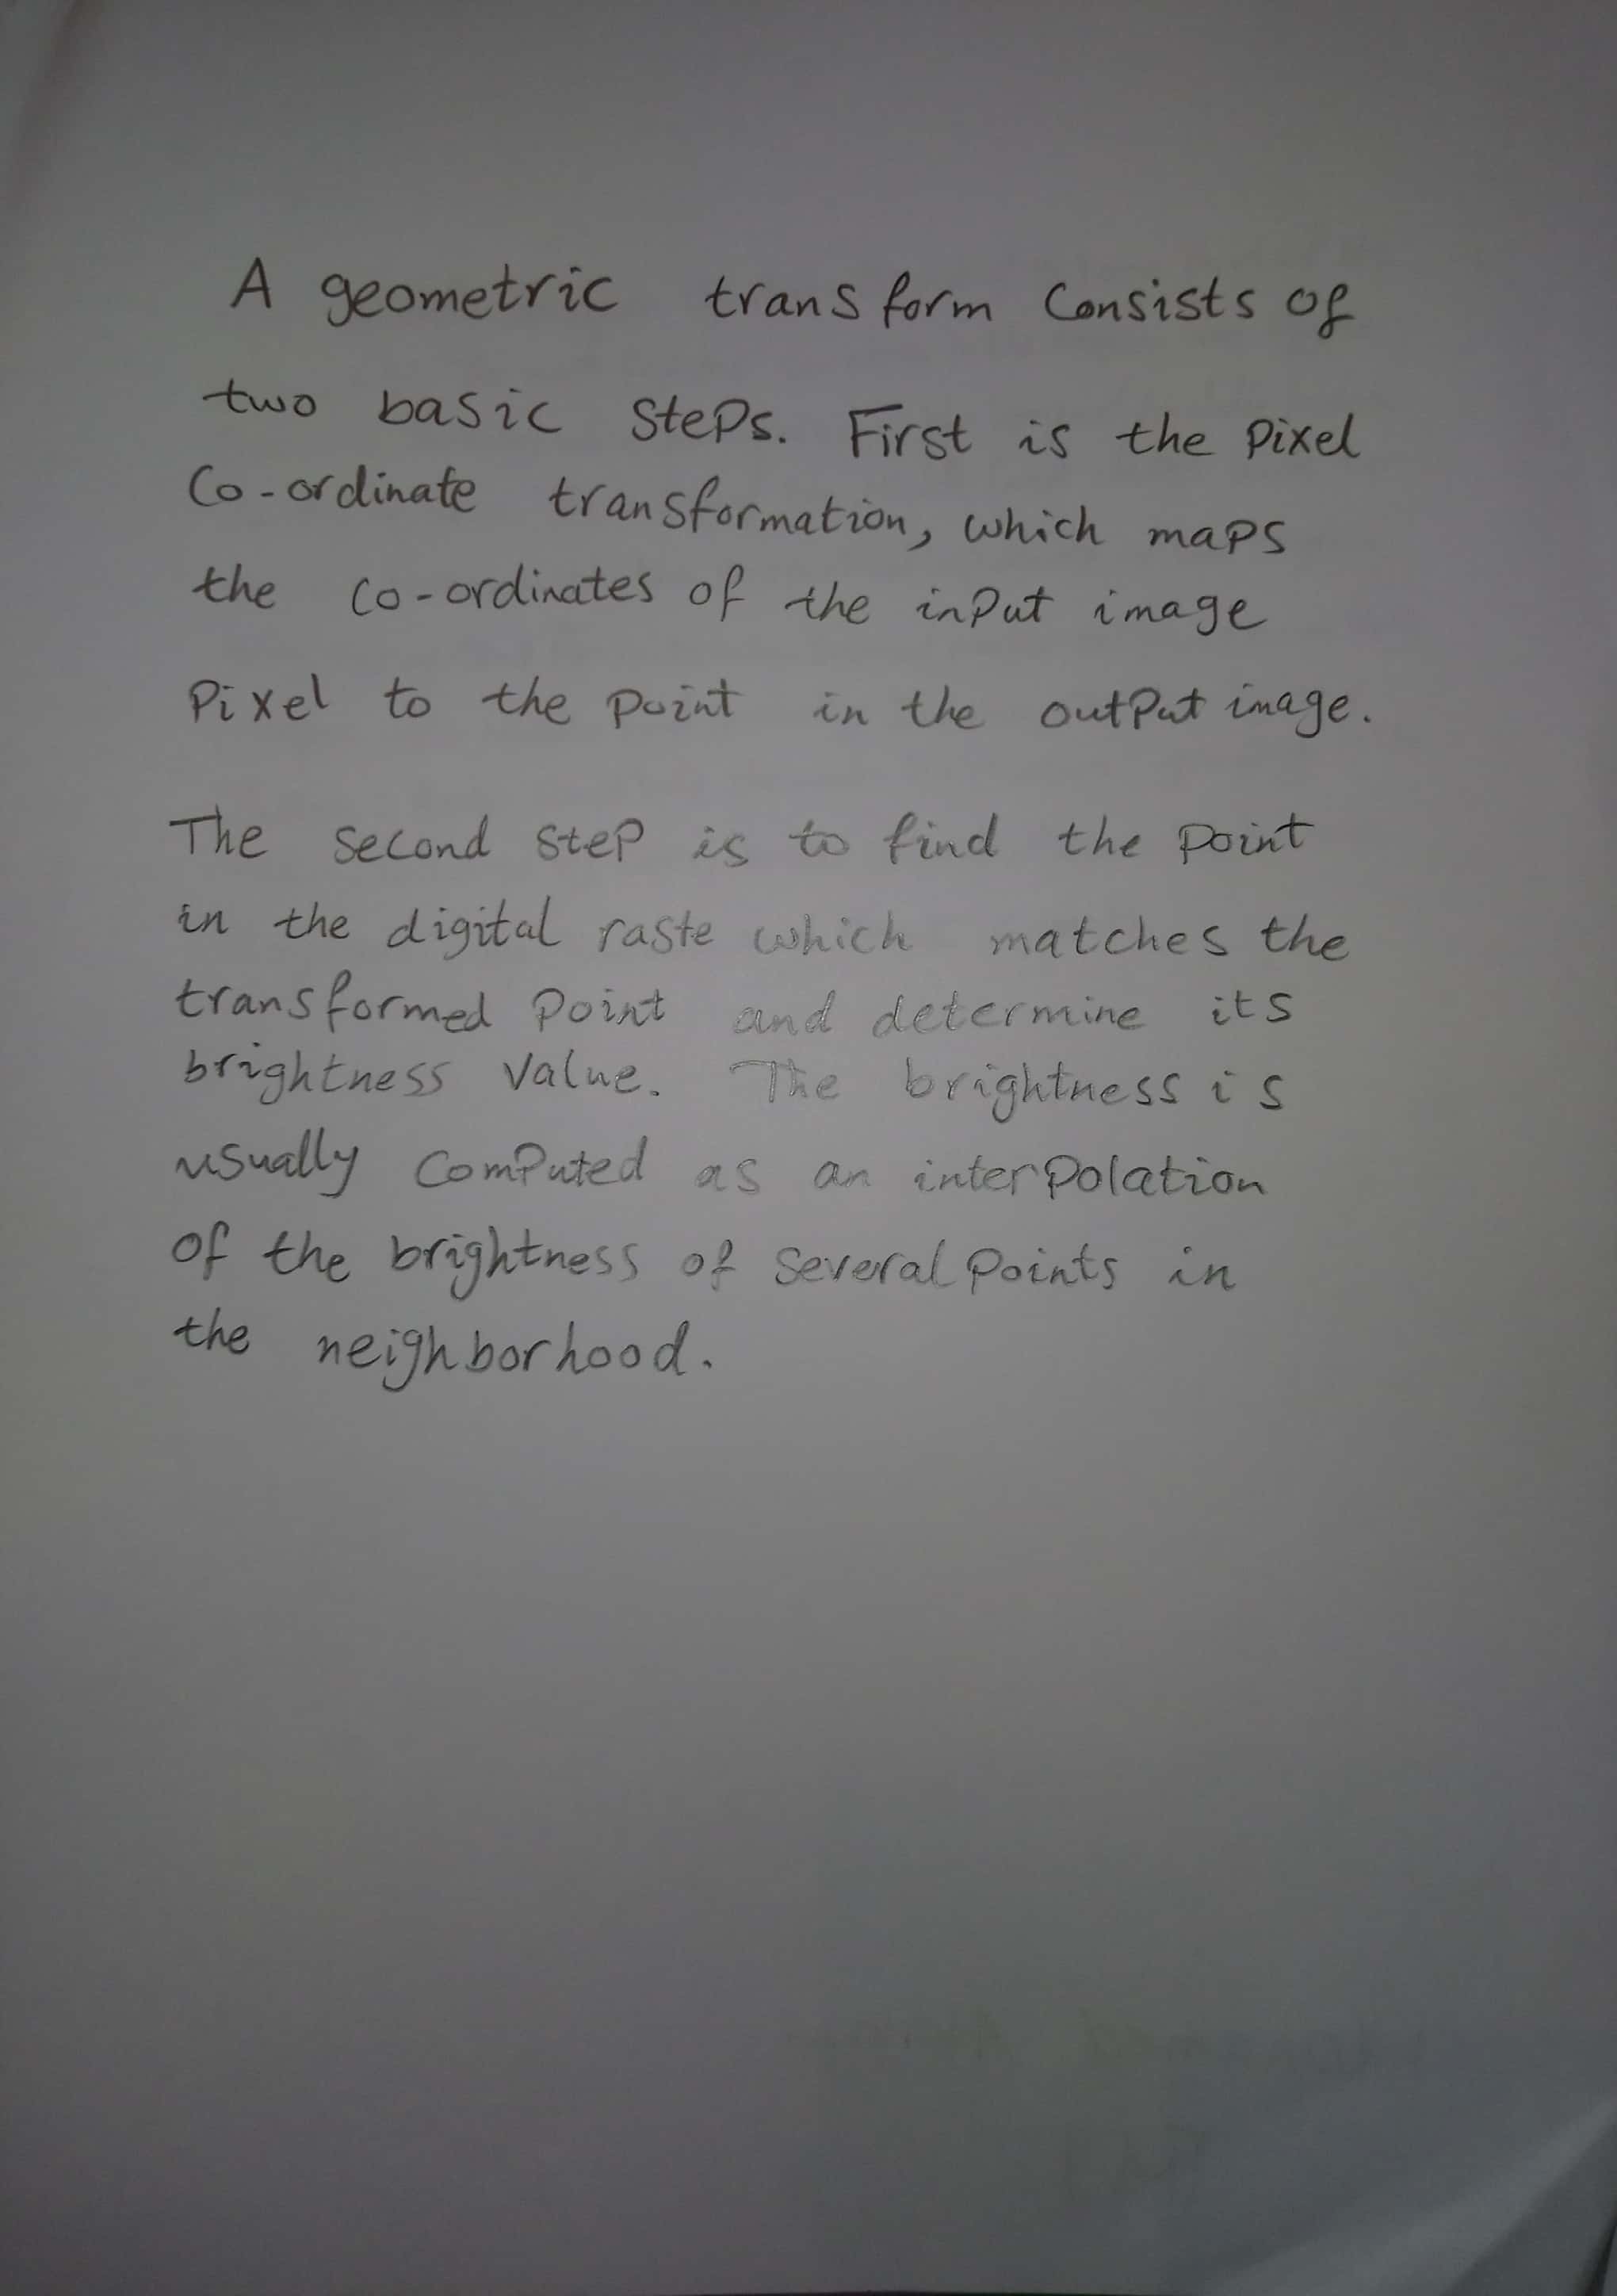 A geometric transform consists of
two basic steps. First is the pixel
co-ordinate transformation, which maps
the co-ordinates of the input image
pixel to the point in the output image.
The second step is to find the point
in the digital raste which matches the
transformed point and determine its
brightness value. The brightness is
usually computed as an interpolation
of the brightness of several points in
the neighborhood.